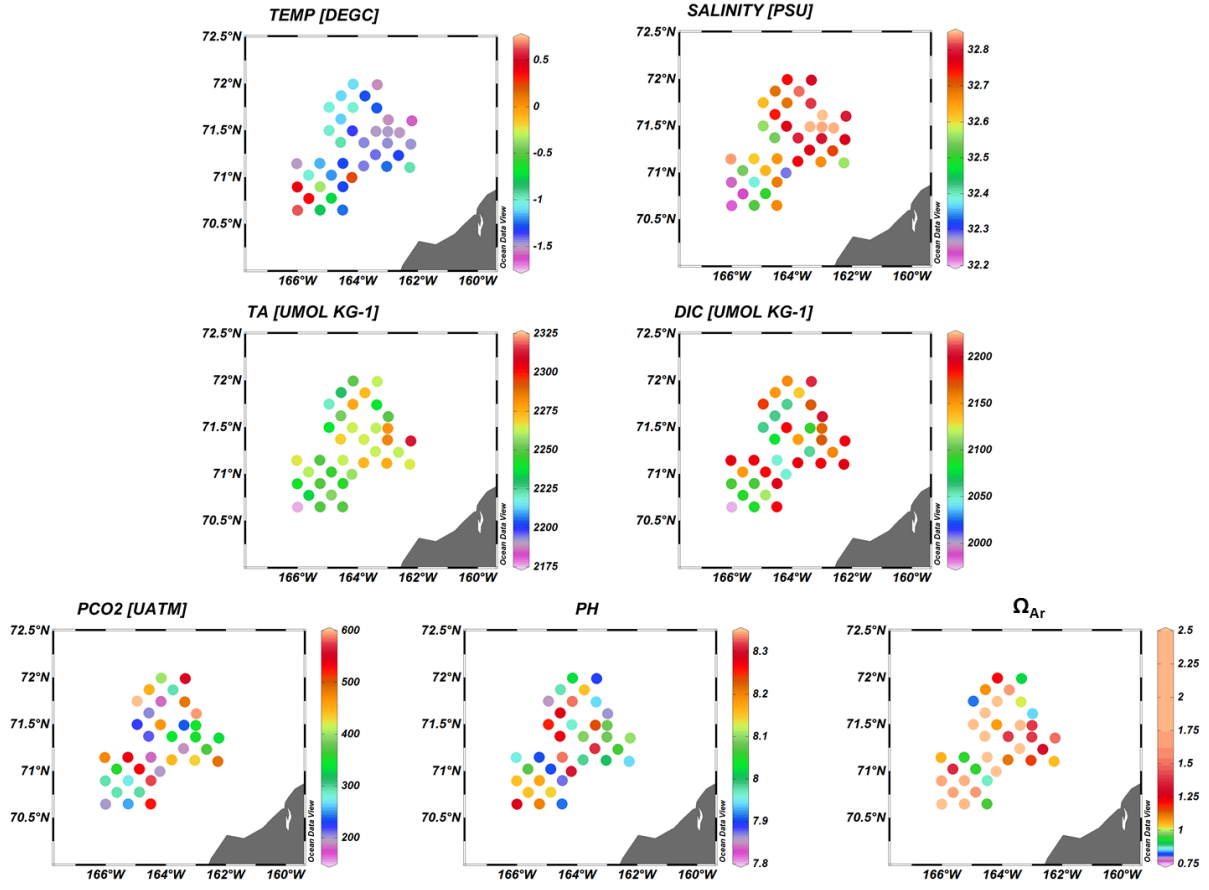 TEMP [DEGC]
72.5°N
72°N
71.5°N
71°N
70.5°N
166°W 164°W 162°W 160°W
0.5
0
-0.5
-1
-1.5
Ocean Data View
SALINITY [PSU]
72.5°N
72°N
71.5°N
71°N
70.5°N
166°W 164°W 162°W 160°W
32.8
32.7
32.6
32.5
32.4
32.3
32.2
Ocean Data View
TA [UMOL KG-1]
72.5°N
72°N
71.5°N
71°N
70.5°N
166°W 164°W 162°W 160°W
2325
2300
2275
2250
2225
2200
2175
Ocean Data View
DIC [UMOL KG-1]
72.5°N
72°N
71.5°N
71°N
70.5°N
166°W 164°W 162°W 160°W
2200
2150
2100
2050
2000
Ocean Data View
PCO2 [UATM]
72.5°N
72°N
71.5°N
71°N
70.5°N
166°W 164°W 162°W 160°W
600
500
400
300
200
Ocean Data View
PH
72.5°N
72°N
71.5°N
71°N
70.5°N
166°W 164°W 162°W 160°W
8.3
8.2
8.1
8
7.9
7.8
Ocean Data View
ΩAr
72.5°N
72°N
71.5°N
71°N
70.5°N
166°W 164°W 162°W 160°W
2.5
2.25
2
1.75
1.5
1.25
1
0.75
Ocean Data View